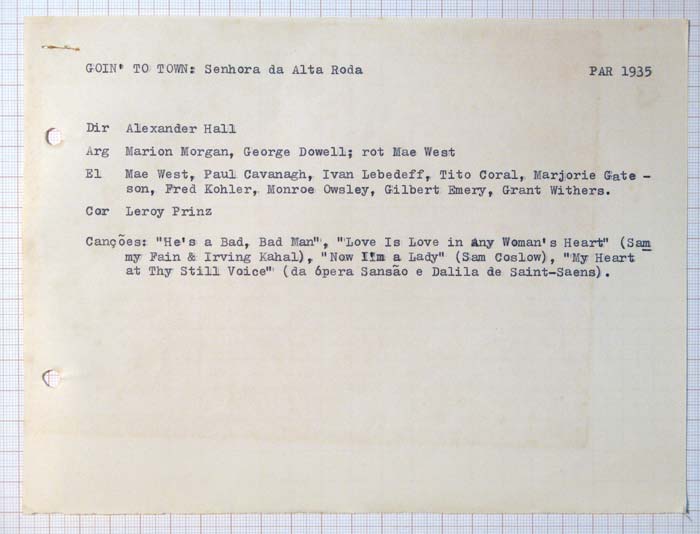 GOIN' TO TOWN: Senhora da Alta Roda PAR 1935
Dir Alexander Hall
Arg Marion Morgan, George Dowell; rot Mae West
El Mae West, Paul Cavanagh, Ivan Lebedeff, Tito Coral, Marjorie Gate -
son, Fred Kohler, Monroe Owsley, Gilbert Emery, Grant Withers.
Cor Leroy Prinz
Canções: "He's a Bad, Bad Man", "Love Is Love in Any Woman's Heart" (Sam
my Fain & Irving Kahal), "Now I'm a Lady" (Sam Coslow), "My Heart
at Thy Still Voice" (da ópera Sansão e Dalila de Saint-Saens).